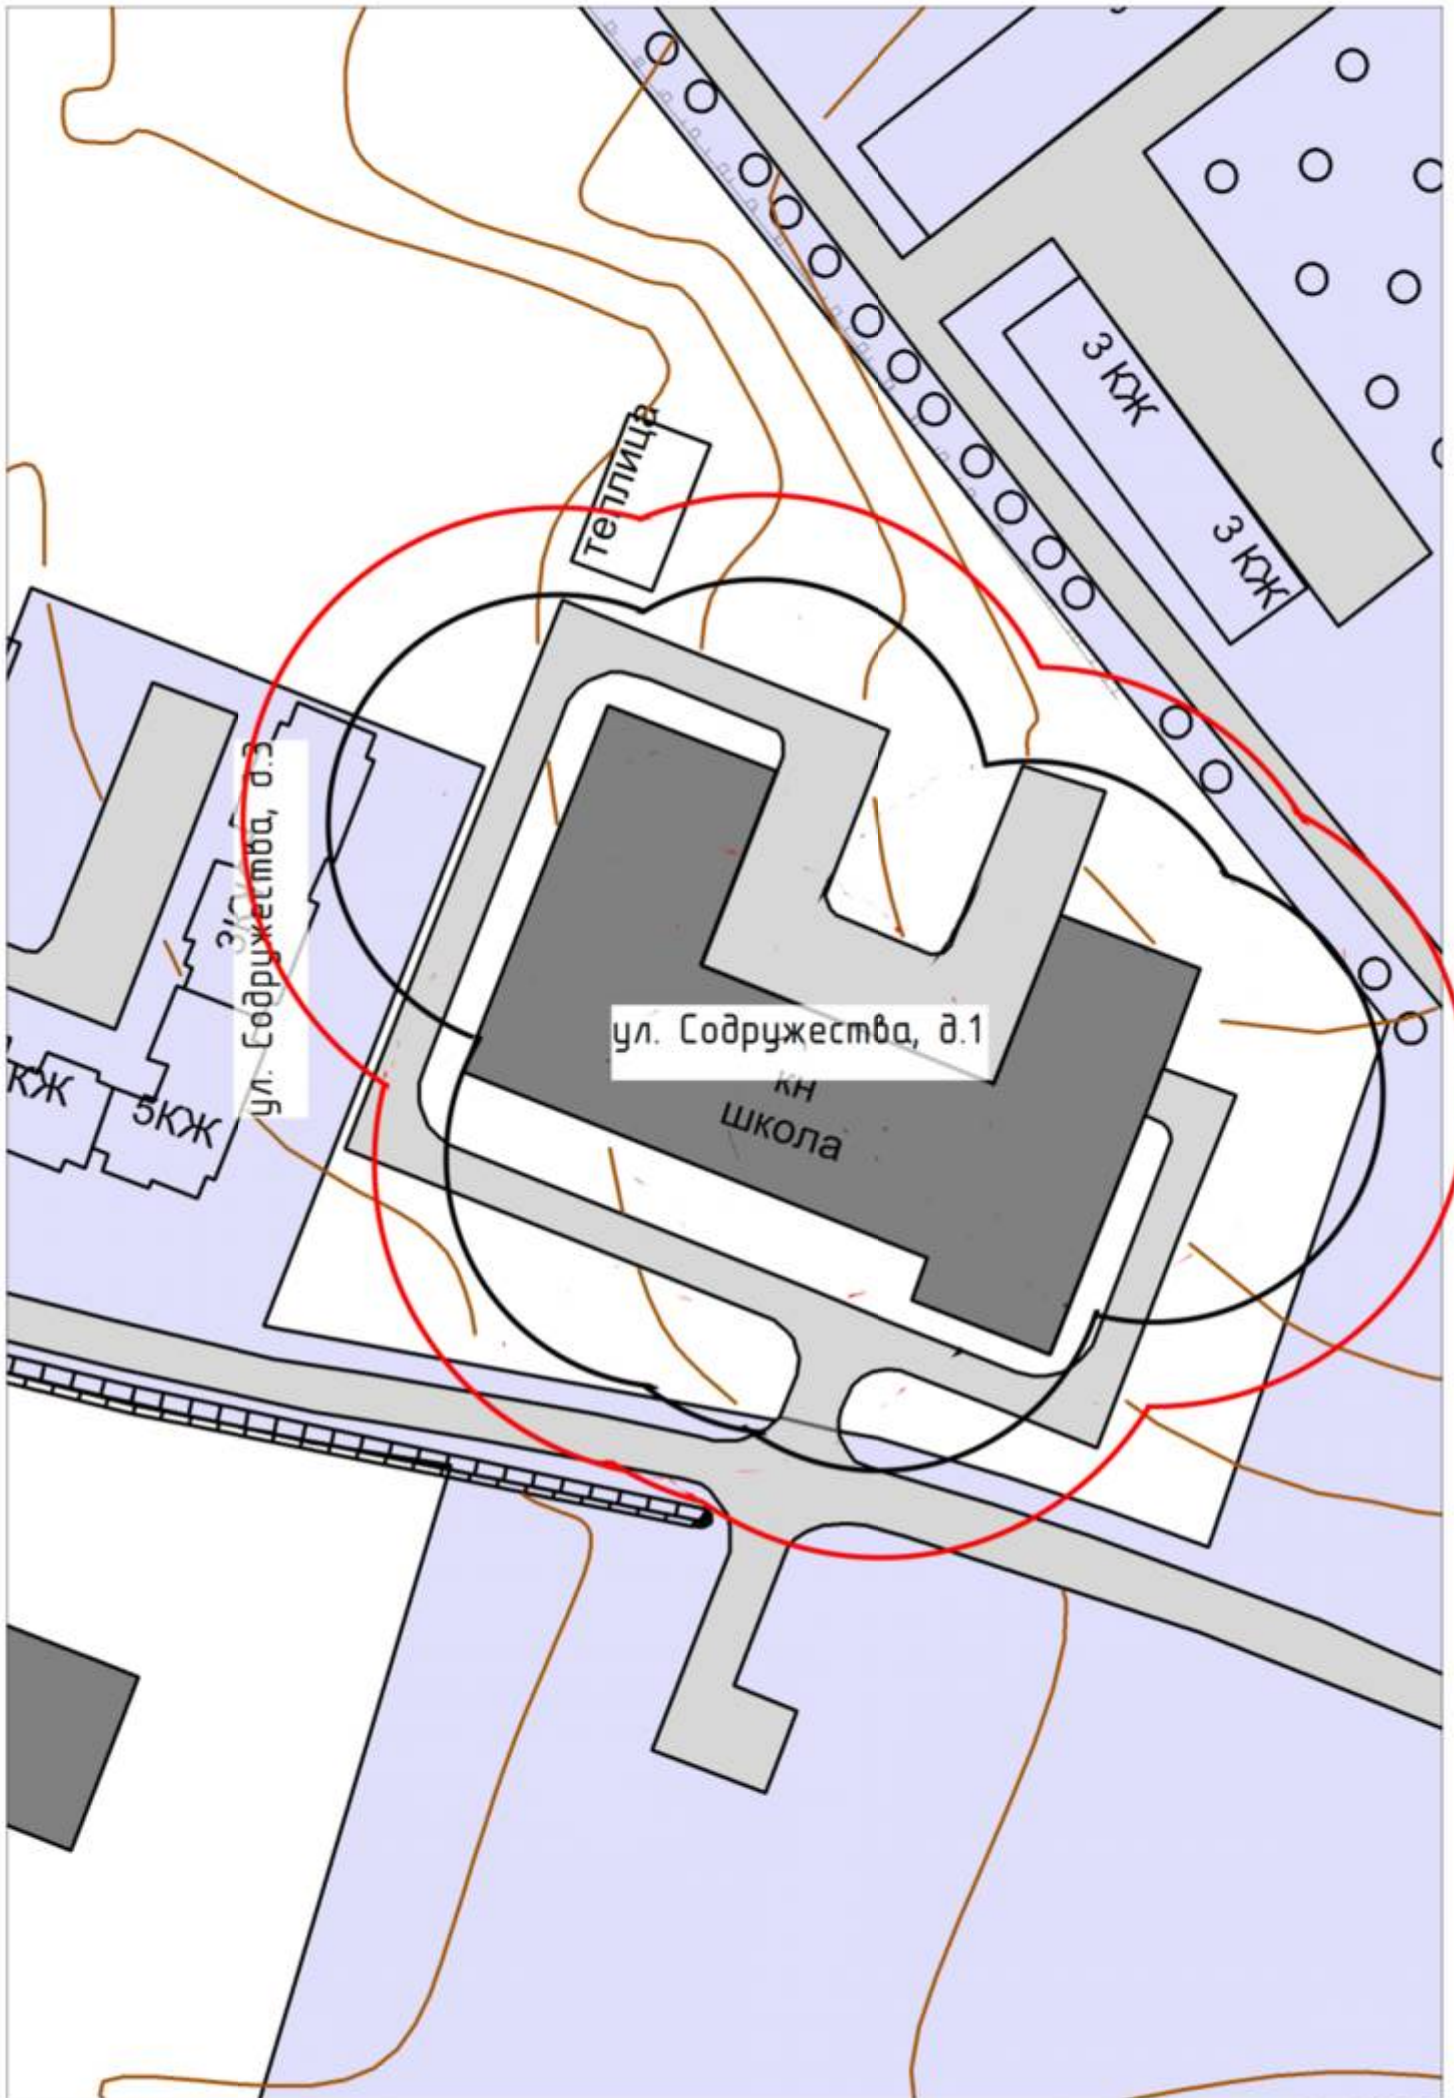 3 КЖ
теплица
3 КЖ
ул. Содружества, д.3
ул. Содружества, д.1
КЖ
5КЖ
кн
школа